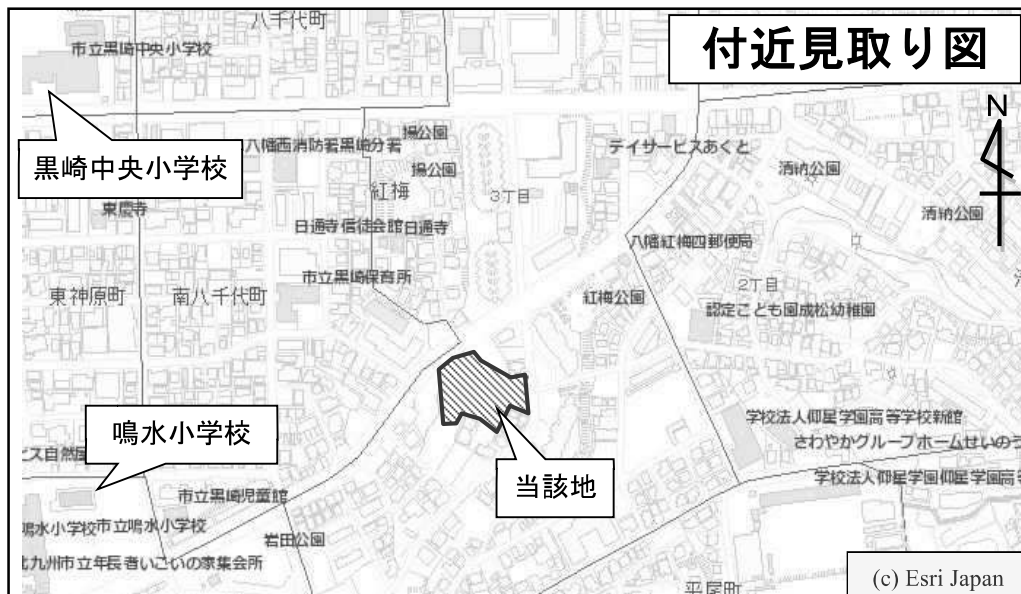 八千代町
付近見取り図
市立黒崎中央小学校
N
黒崎中央小学校
八幡西消防署黒崎分署
揚公園
デイサービスあくと
揚公園
清納公園
紅梅
3丁目
東慶寺
清納公園
日通寺信徒会館
日通寺
八幡紅梅四郵便局
市立黒崎保育所
2丁目
東神原町
南八千代町
紅梅公園
認定こども園成松幼稚園
鳴水小学校
学校法人仰星学園高等学校新館
さわやかグループホームせいのう
ビス自然
当該地
学校法人仰星学園仰星学園高等
市立黒崎児童館
鳴水小学校
市立鳴水小学校
岩田公園
北九州市立年長者いこいの家集会所
平尾町
(c) Esri Japan